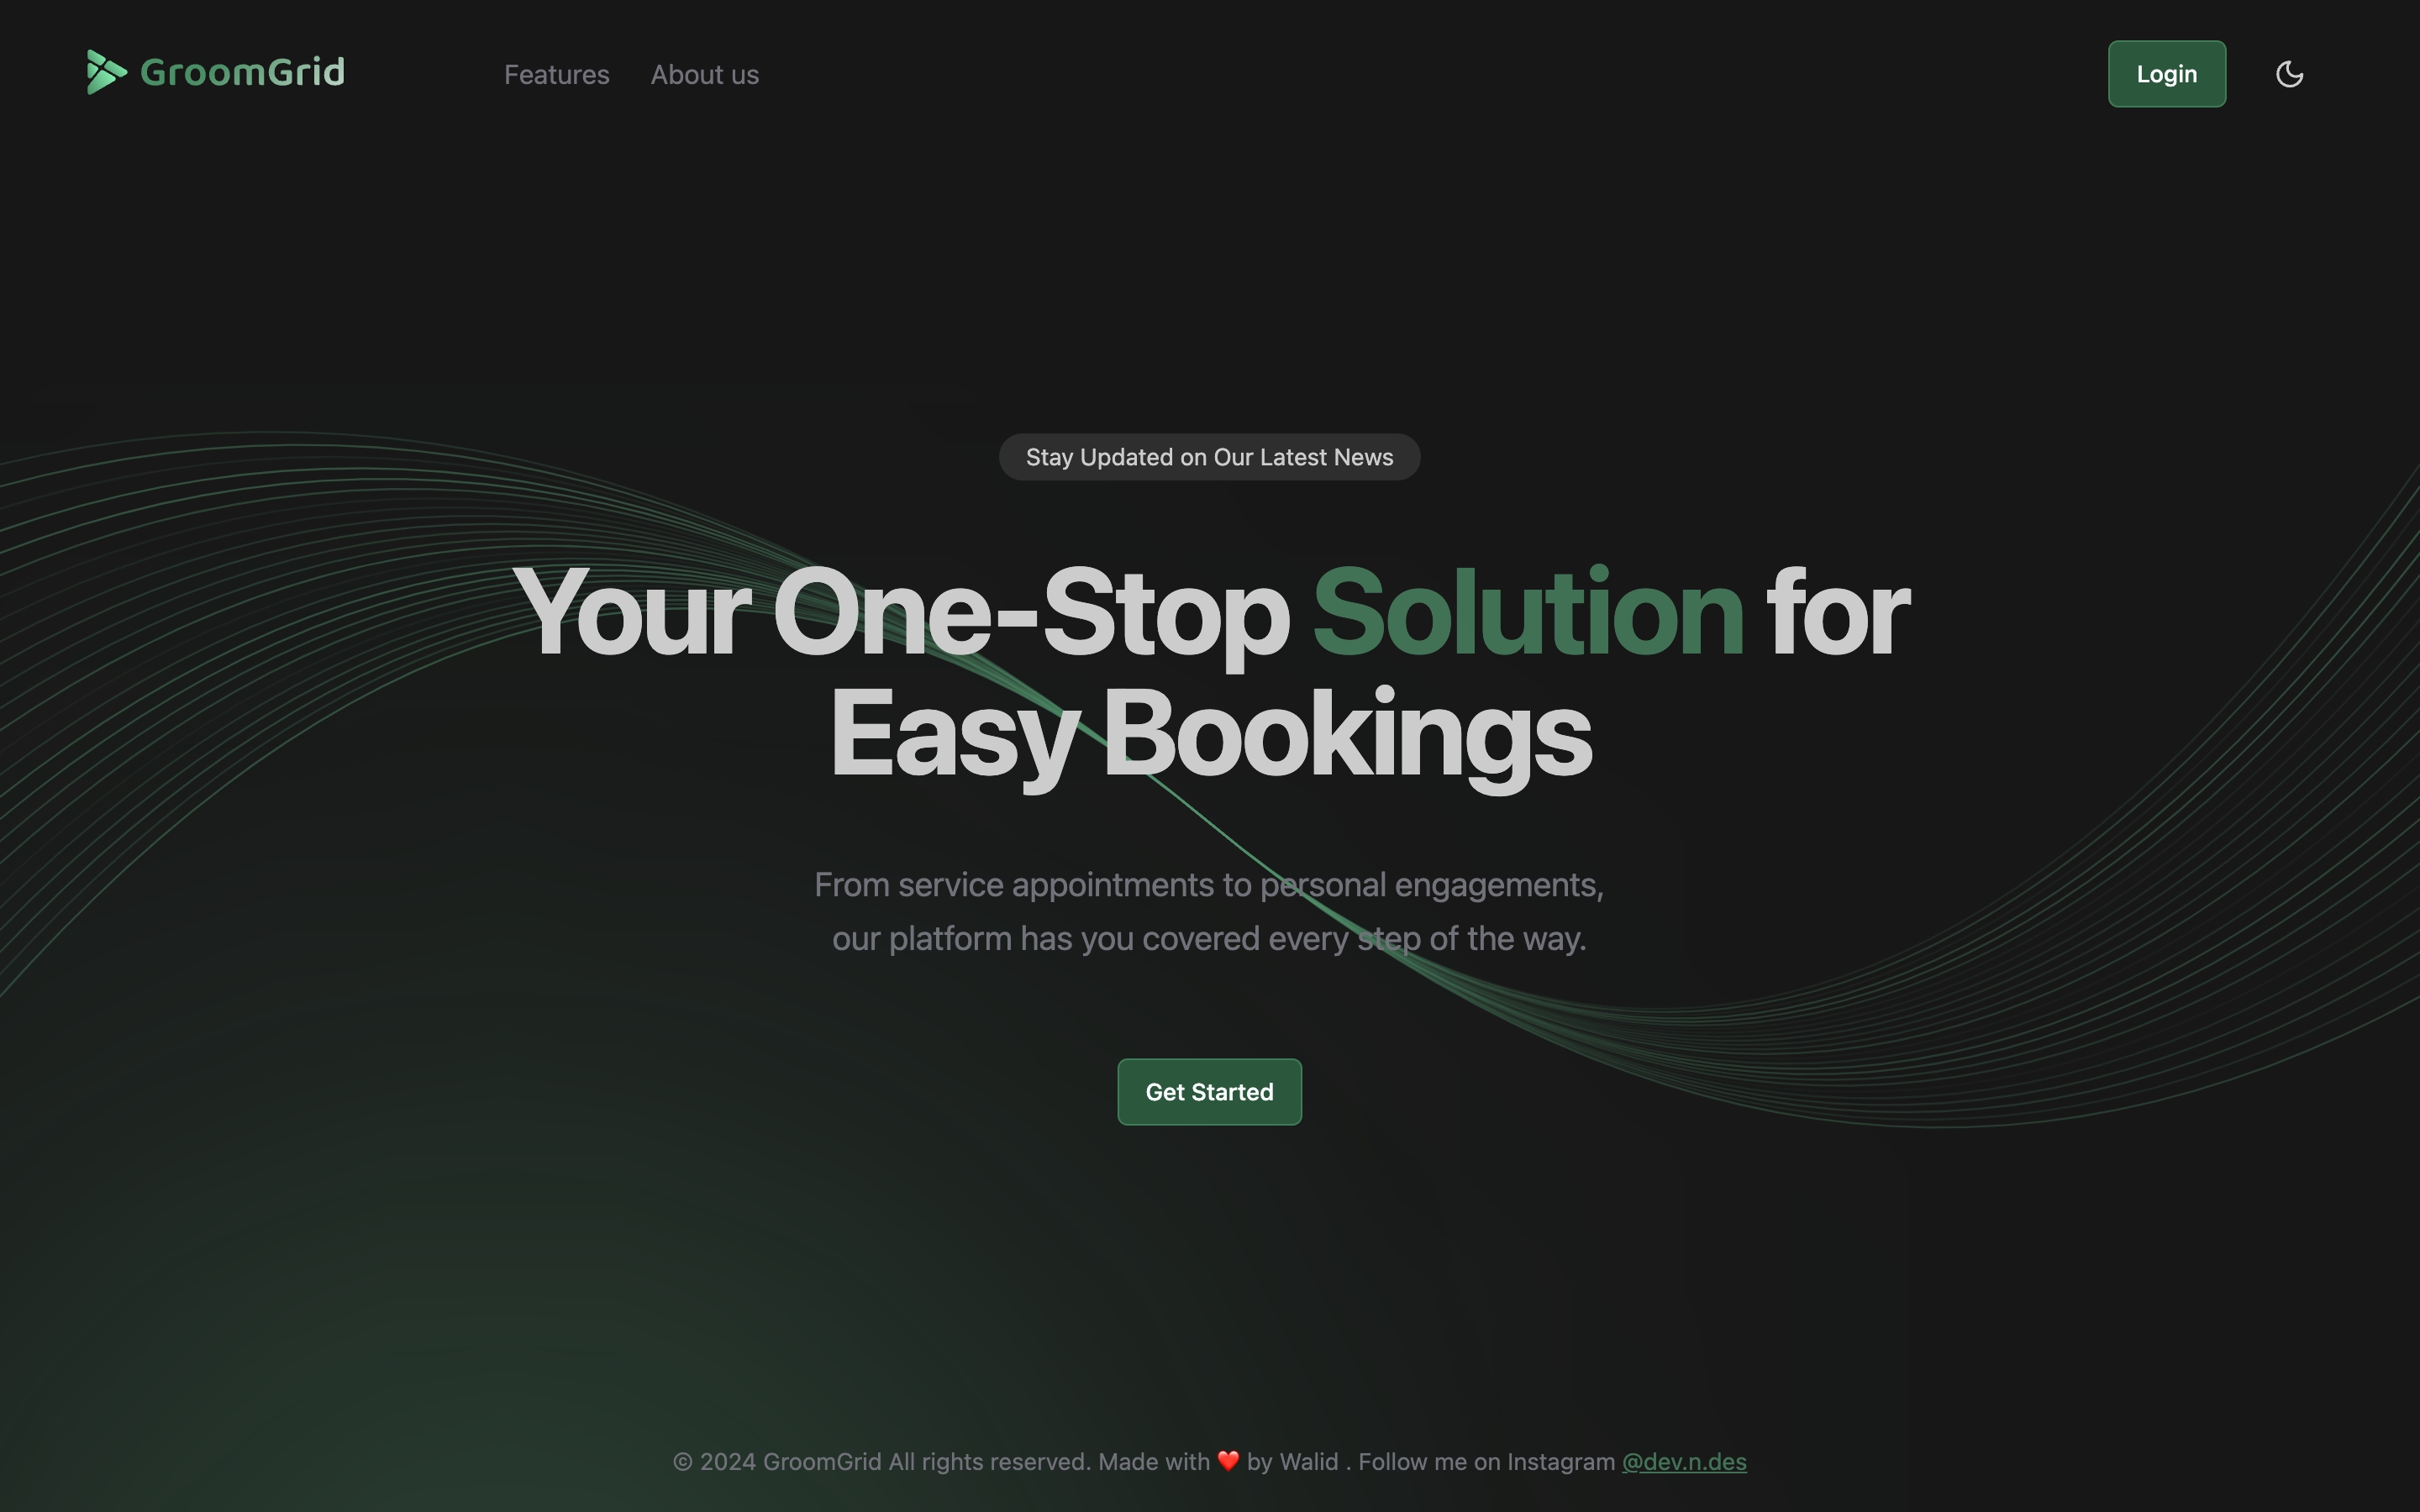 GroomGrid
Features
About us
Login
Stay Updated on Our Latest News
Your One-Stop Solution for
Easy Bookings
From service appointments to personal engagements,
our platform has you covered every step of the way.
Get Started
© 2024 GroomGrid All rights reserved. Made with ❤️ by Walid . Follow me on Instagram @dev.n.des